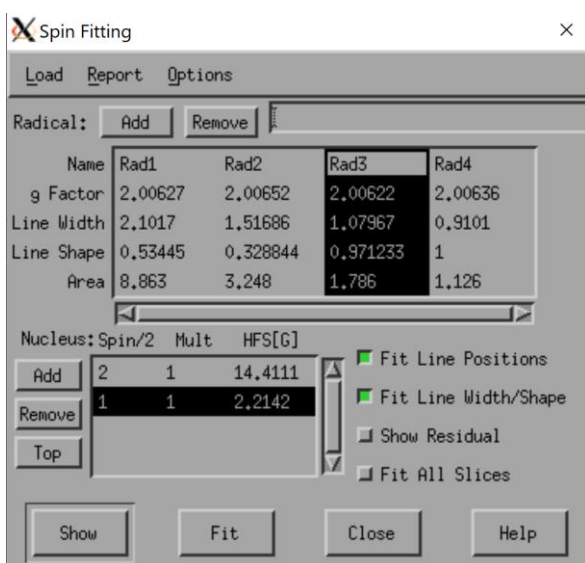 Spin Fitting
Load Report Options
Radical: Add Remove
Name Rad1 Rad2 Rad3 Rad4
g Factor 2.00627 2.00652 2.00622 2.00636
Line Width 2.1017 1.51686 1.07967 0.9101
Line Shape 0.53445 0.328844 0.971233 1
Area 8.863 3.248 1.786 1.126
Nucleus: Spin/2 Mult HFS[G]
Add 2 1 14.4111
Remove 1 1 2.2142
Top
Fit Line Positions
Fit Line Width/Shape
Show Residual
Fit All Slices
Show Fit Close Help